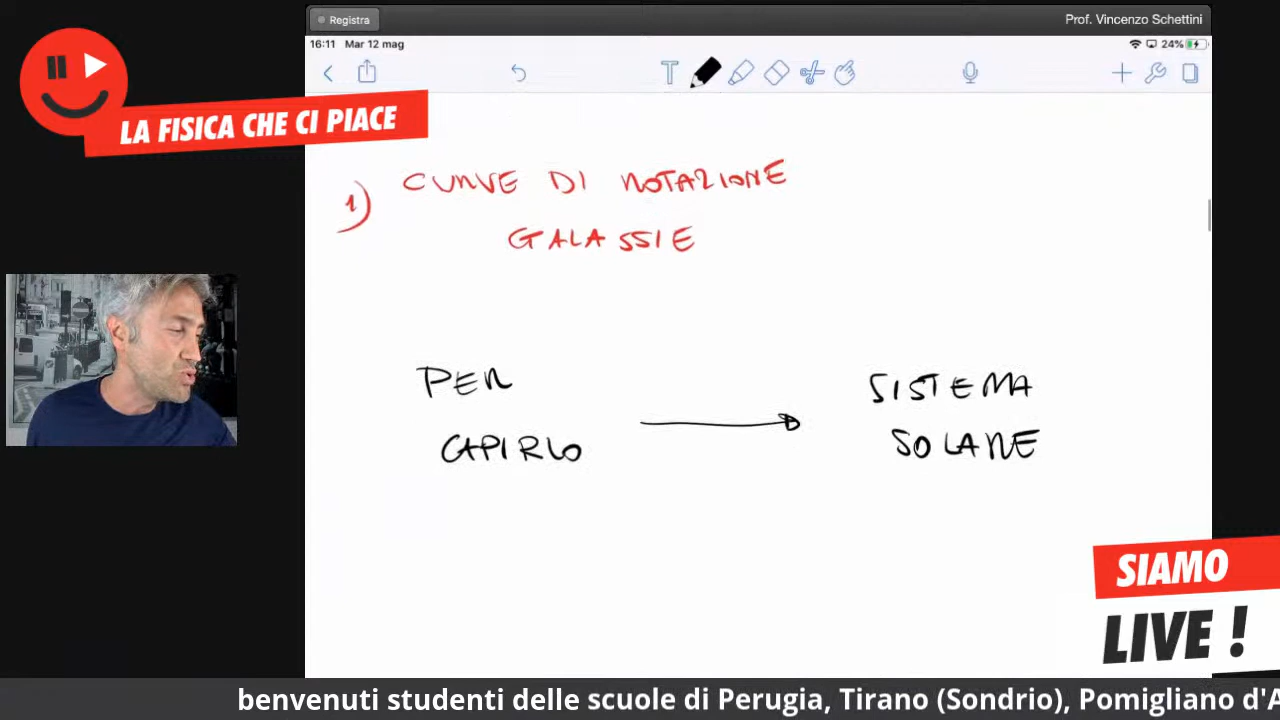 Registra
Prof. Vincenzo Schettini
16:11 Mar 12 mag
24%
LA FISICA CHE CI PIACE
1) CURVE DI ROTAZIONE
GALASSIE
PER
CAPIRLO
SISTEMA
SOLARE
SIAMO
LIVE !
benvenuti studenti delle scuole di Perugia, Tirano (Sondrio), Pomigliano d'A